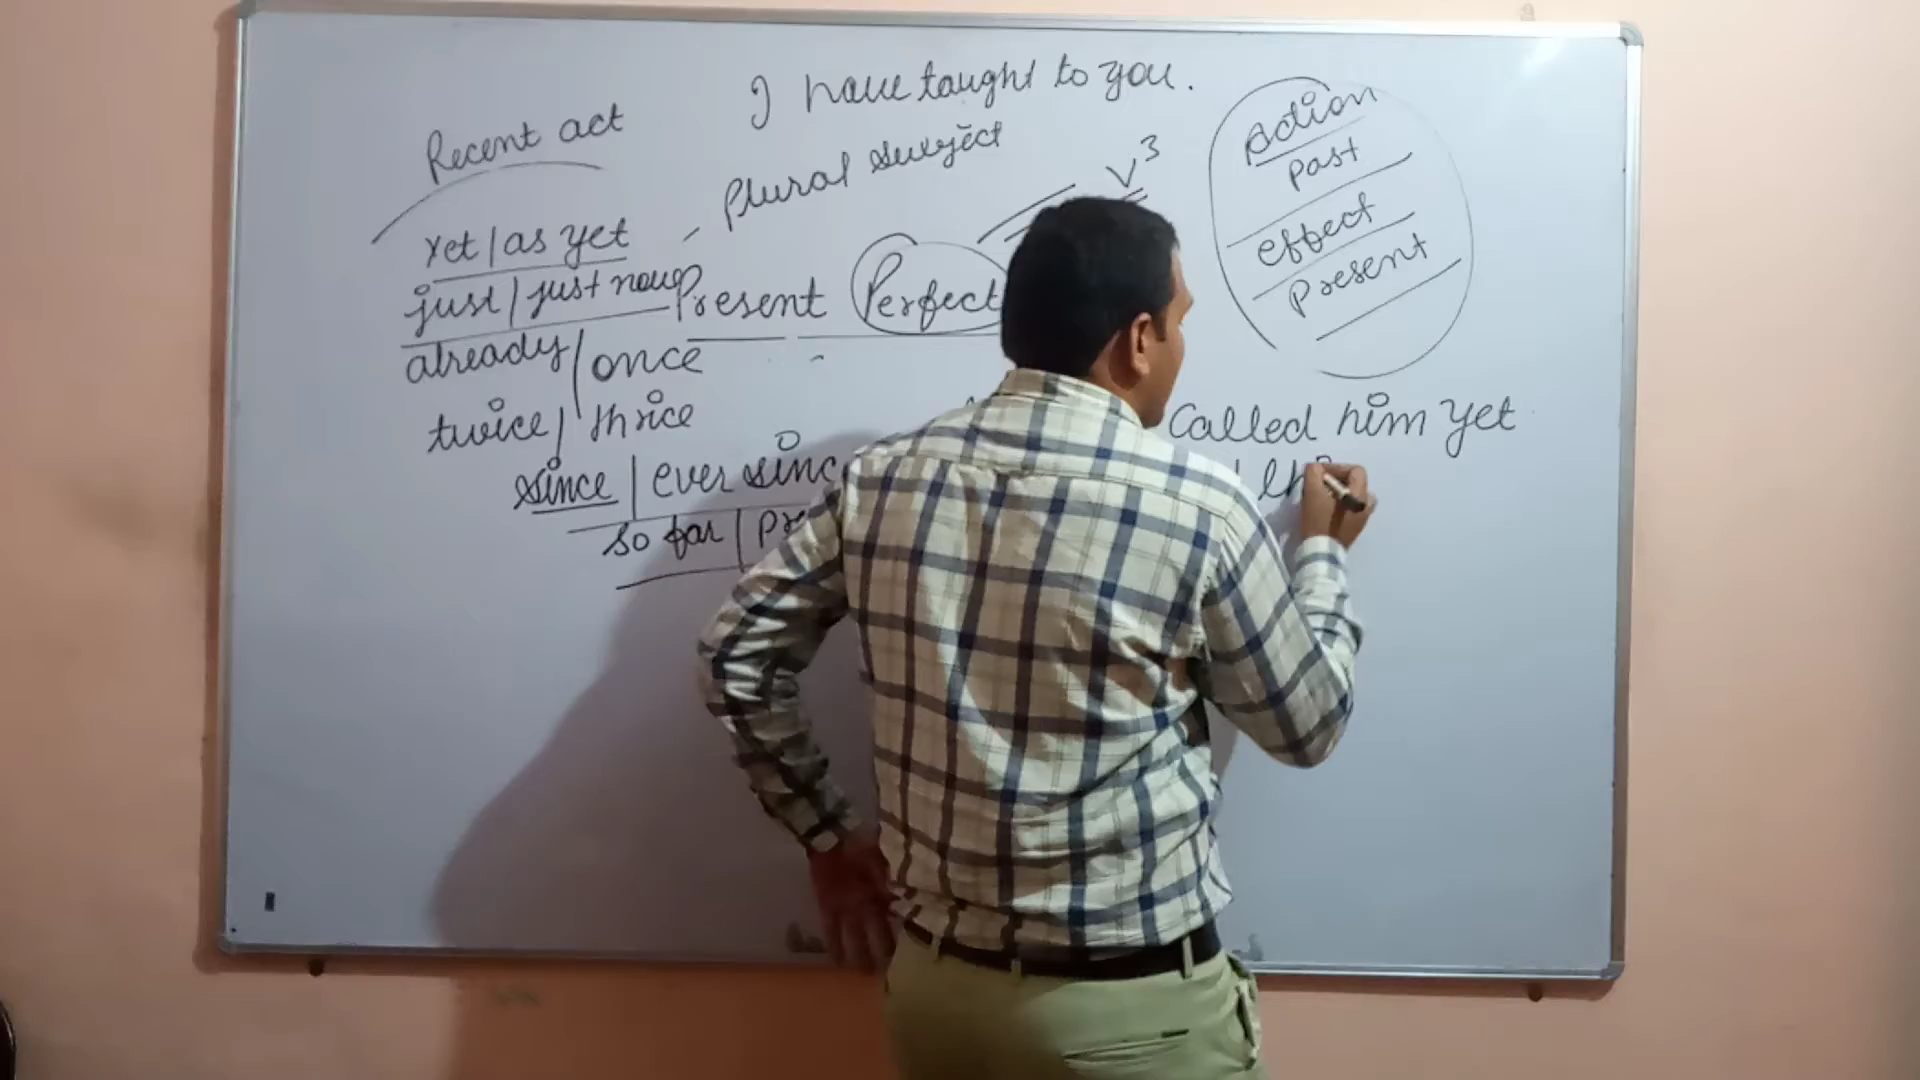 I have taught to you.
Recent act
Plural subject
V3
Action
Past
effect
Present
Yet / as yet
just / just now
Present Perfect
already / once
twice / thrice
Called him yet
since / ever sinc
so far /